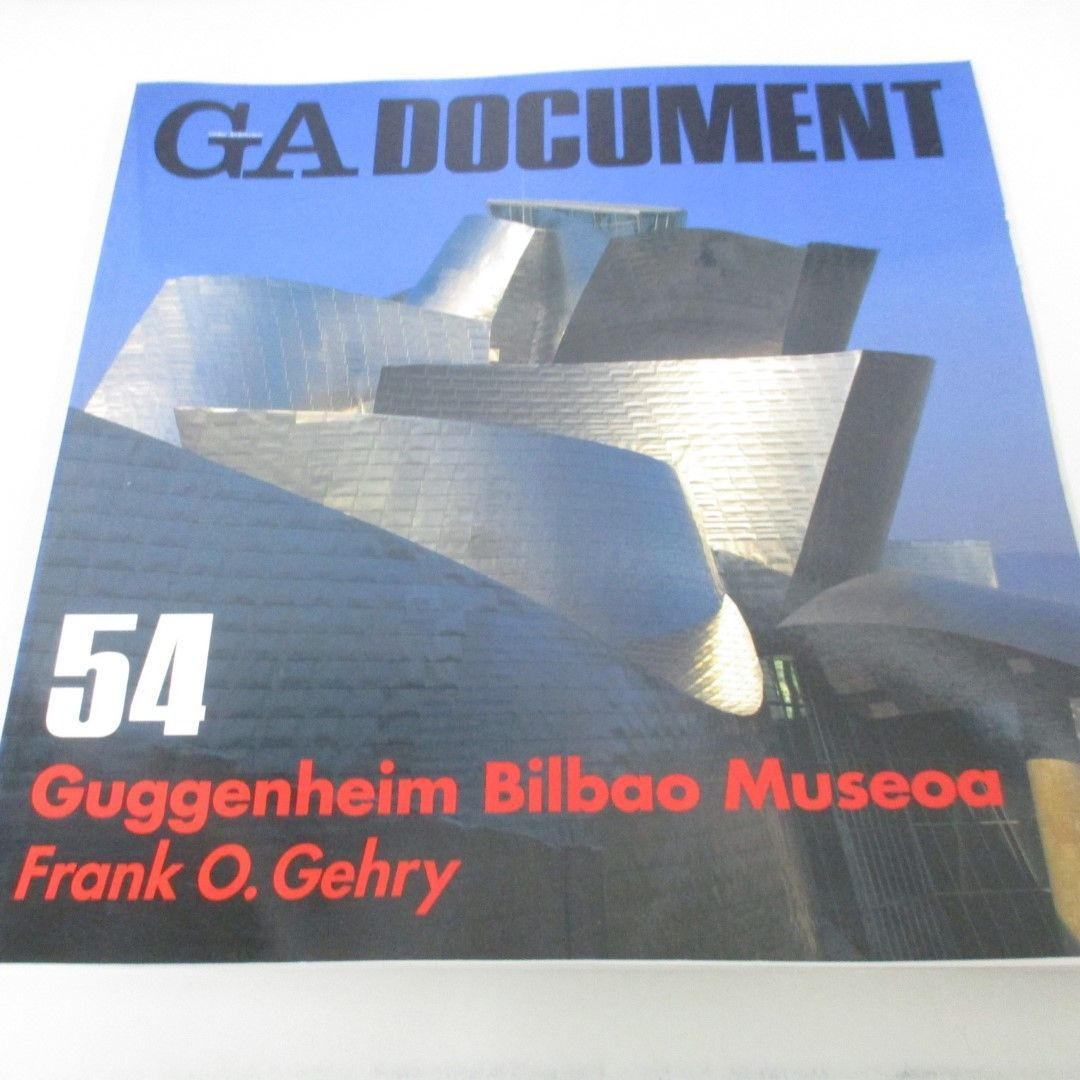 GA DOCUMENT
54
Guggenheim Bilbao Museoa
Frank O. Gehry